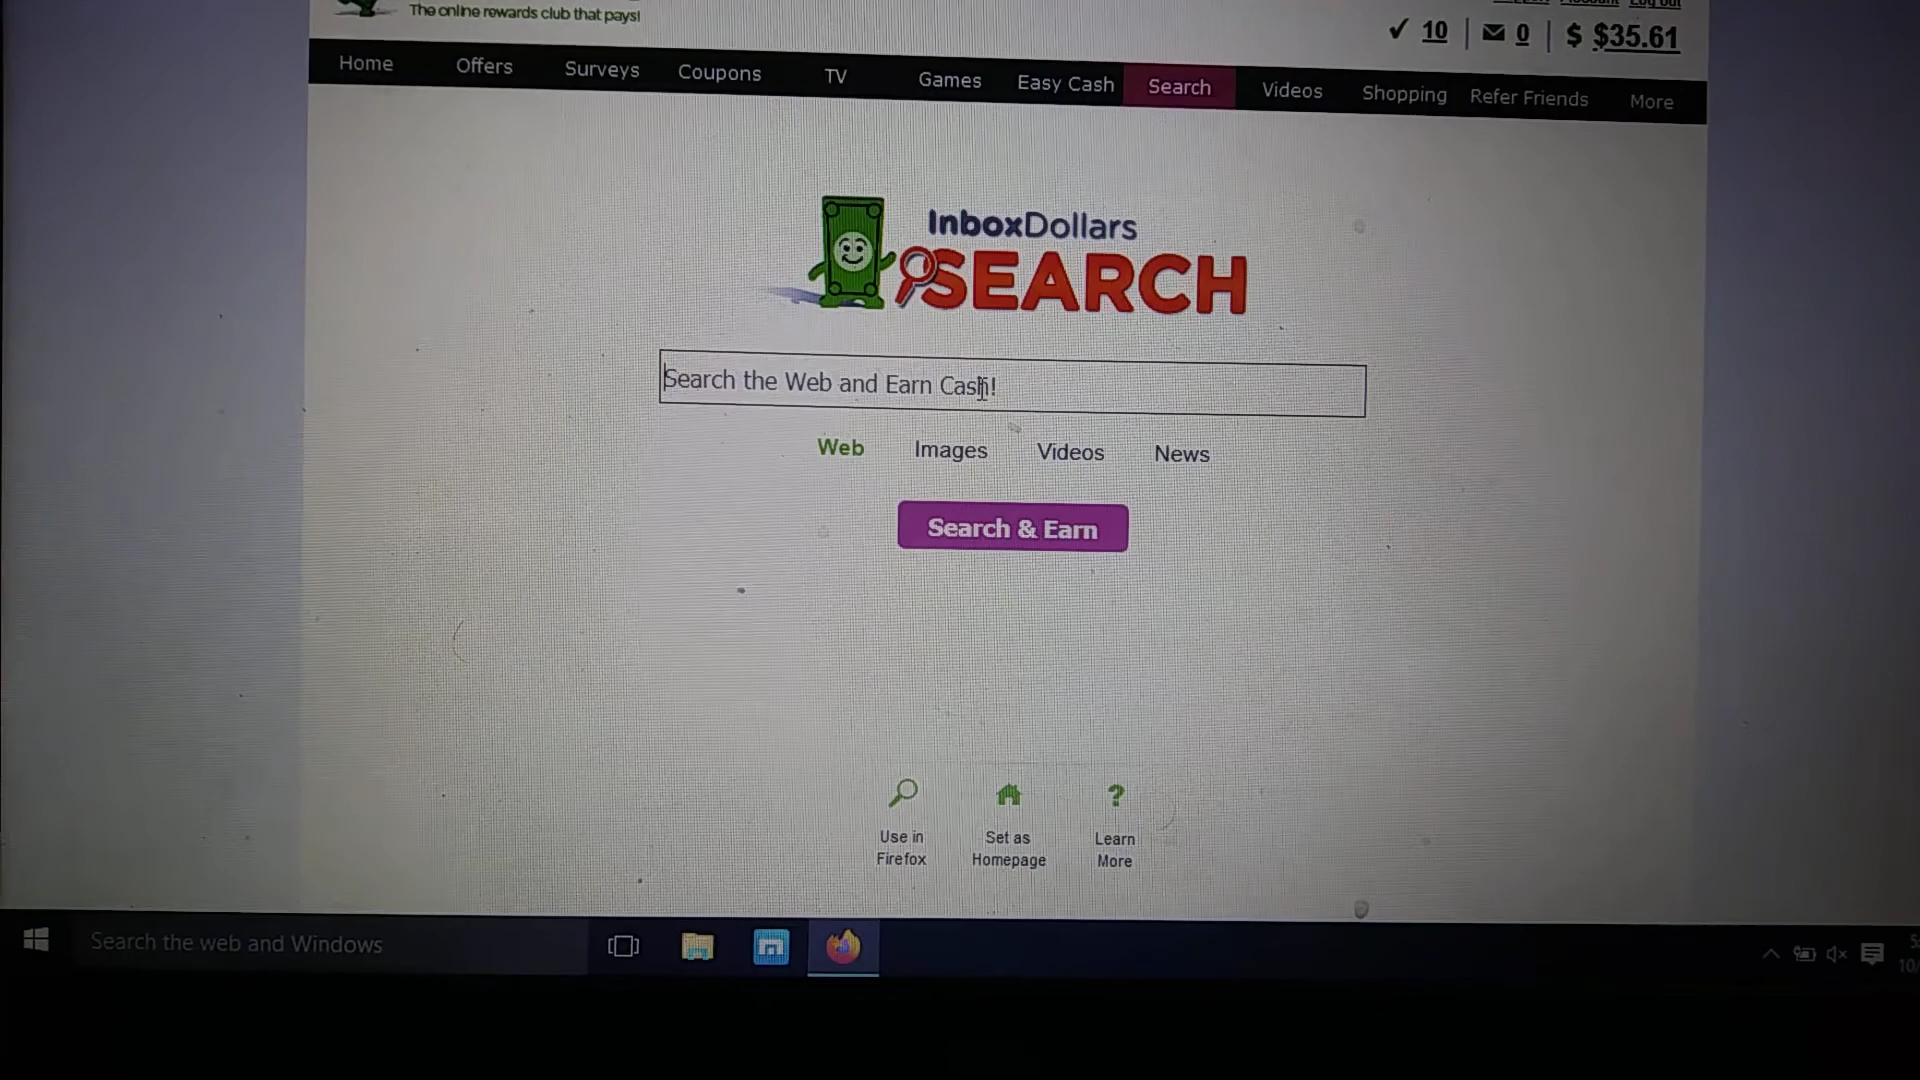 Log out
The online rewards club that pays!
✓ 10 | 0 | $ $35.61
Home Offers Surveys Coupons TV Games Easy Cash Search Videos Shopping Refer Friends More
InboxDollars
SEARCH
Search the Web and Earn Cash!
Web Images Videos News
Search & Earn
Use in
Firefox
Set as
Homepage
?
Learn
More
Search the web and Windows